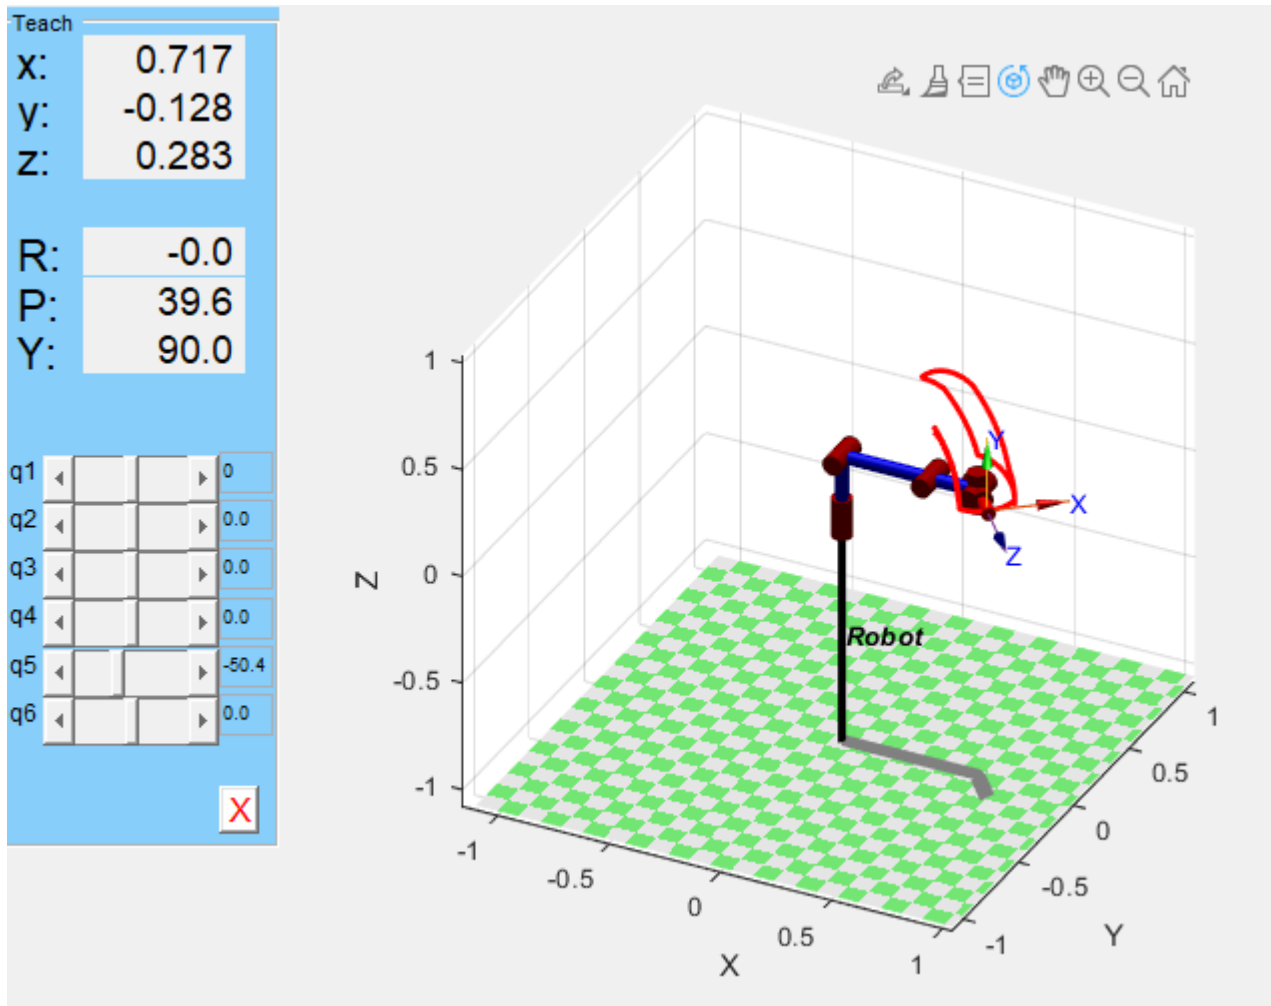 Teach
x: 0.717
y: -0.128
z: 0.283
R: -0.0
P: 39.6
Y: 90.0
q1 0
q2 0.0
q3 0.0
q4 0.0
q5 -50.4
q6 0.0
X
1
0.5
0
-0.5
-1
Z
Y
X
Z
Robot
-1
-0.5
0
0.5
1
X
-1
-0.5
0
0.5
1
Y